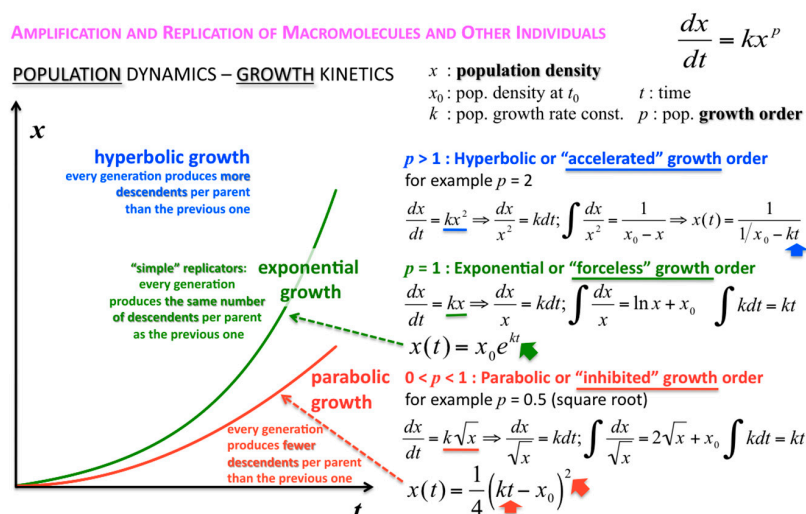 AMPLIFICATION AND REPLICATION OF MACROMOLECULES AND OTHER INDIVIDUALS
dx/dt = kx^p
POPULATION DYNAMICS – GROWTH KINETICS
x : population density
x₀ : pop. density at t₀ t : time
k : pop. growth rate const. p : pop. growth order
x
hyperbolic growth
every generation produces more
descendents per parent
than the previous one
"simple" replicators:
every generation
produces the same number
of descendents per parent
as the previous one
exponential
growth
parabolic
growth
every generation
produces fewer
descendents per parent
than the previous one
t
p > 1 : Hyperbolic or "accelerated" growth order
for example p = 2
dx/dt = kx² ⇒ dx/x² = kdt; ∫ dx/x² = 1/(x₀ – x) ⇒ x(t) = 1/(1/x₀ – kt)
p = 1 : Exponential or "forceless" growth order
dx/dt = kx ⇒ dx/x = kdt; ∫ dx/x = ln x + x₀ ∫ kdt = kt
x(t) = x₀e^kt
0 < p < 1 : Parabolic or "inhibited" growth order
for example p = 0.5 (square root)
dx/dt = k√x ⇒ dx/√x = kdt; ∫ dx/√x = 2√x + x₀ ∫ kdt = kt
x(t) = 1/4 (kt – x₀)²